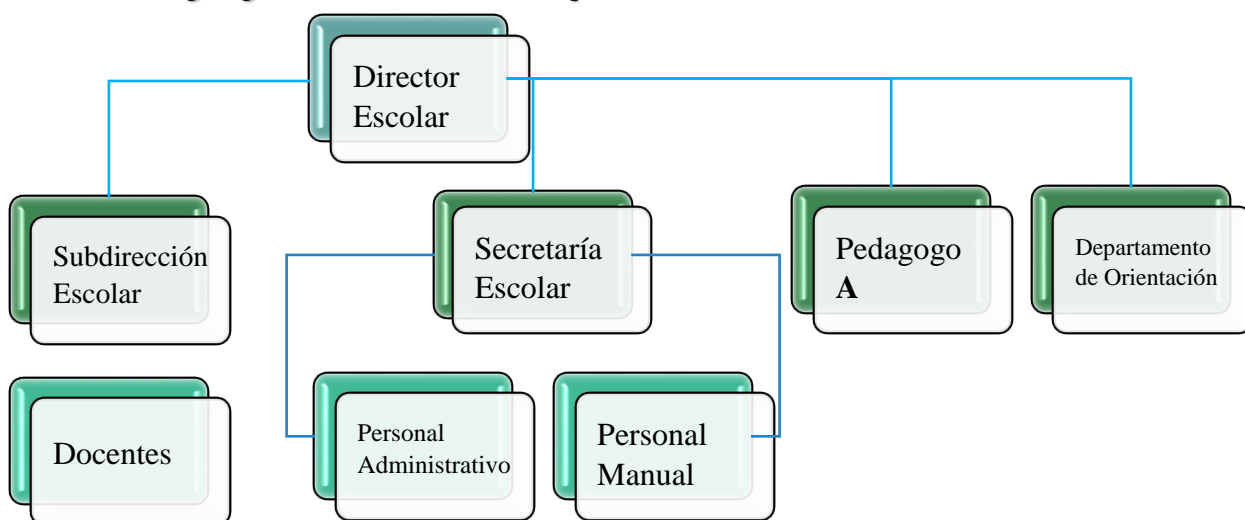 Director
Escolar
Subdirección
Escolar
Secretaría
Escolar
Pedagogo
A
Departamento
de Orientación
Docentes
Personal
Administrativo
Personal
Manual